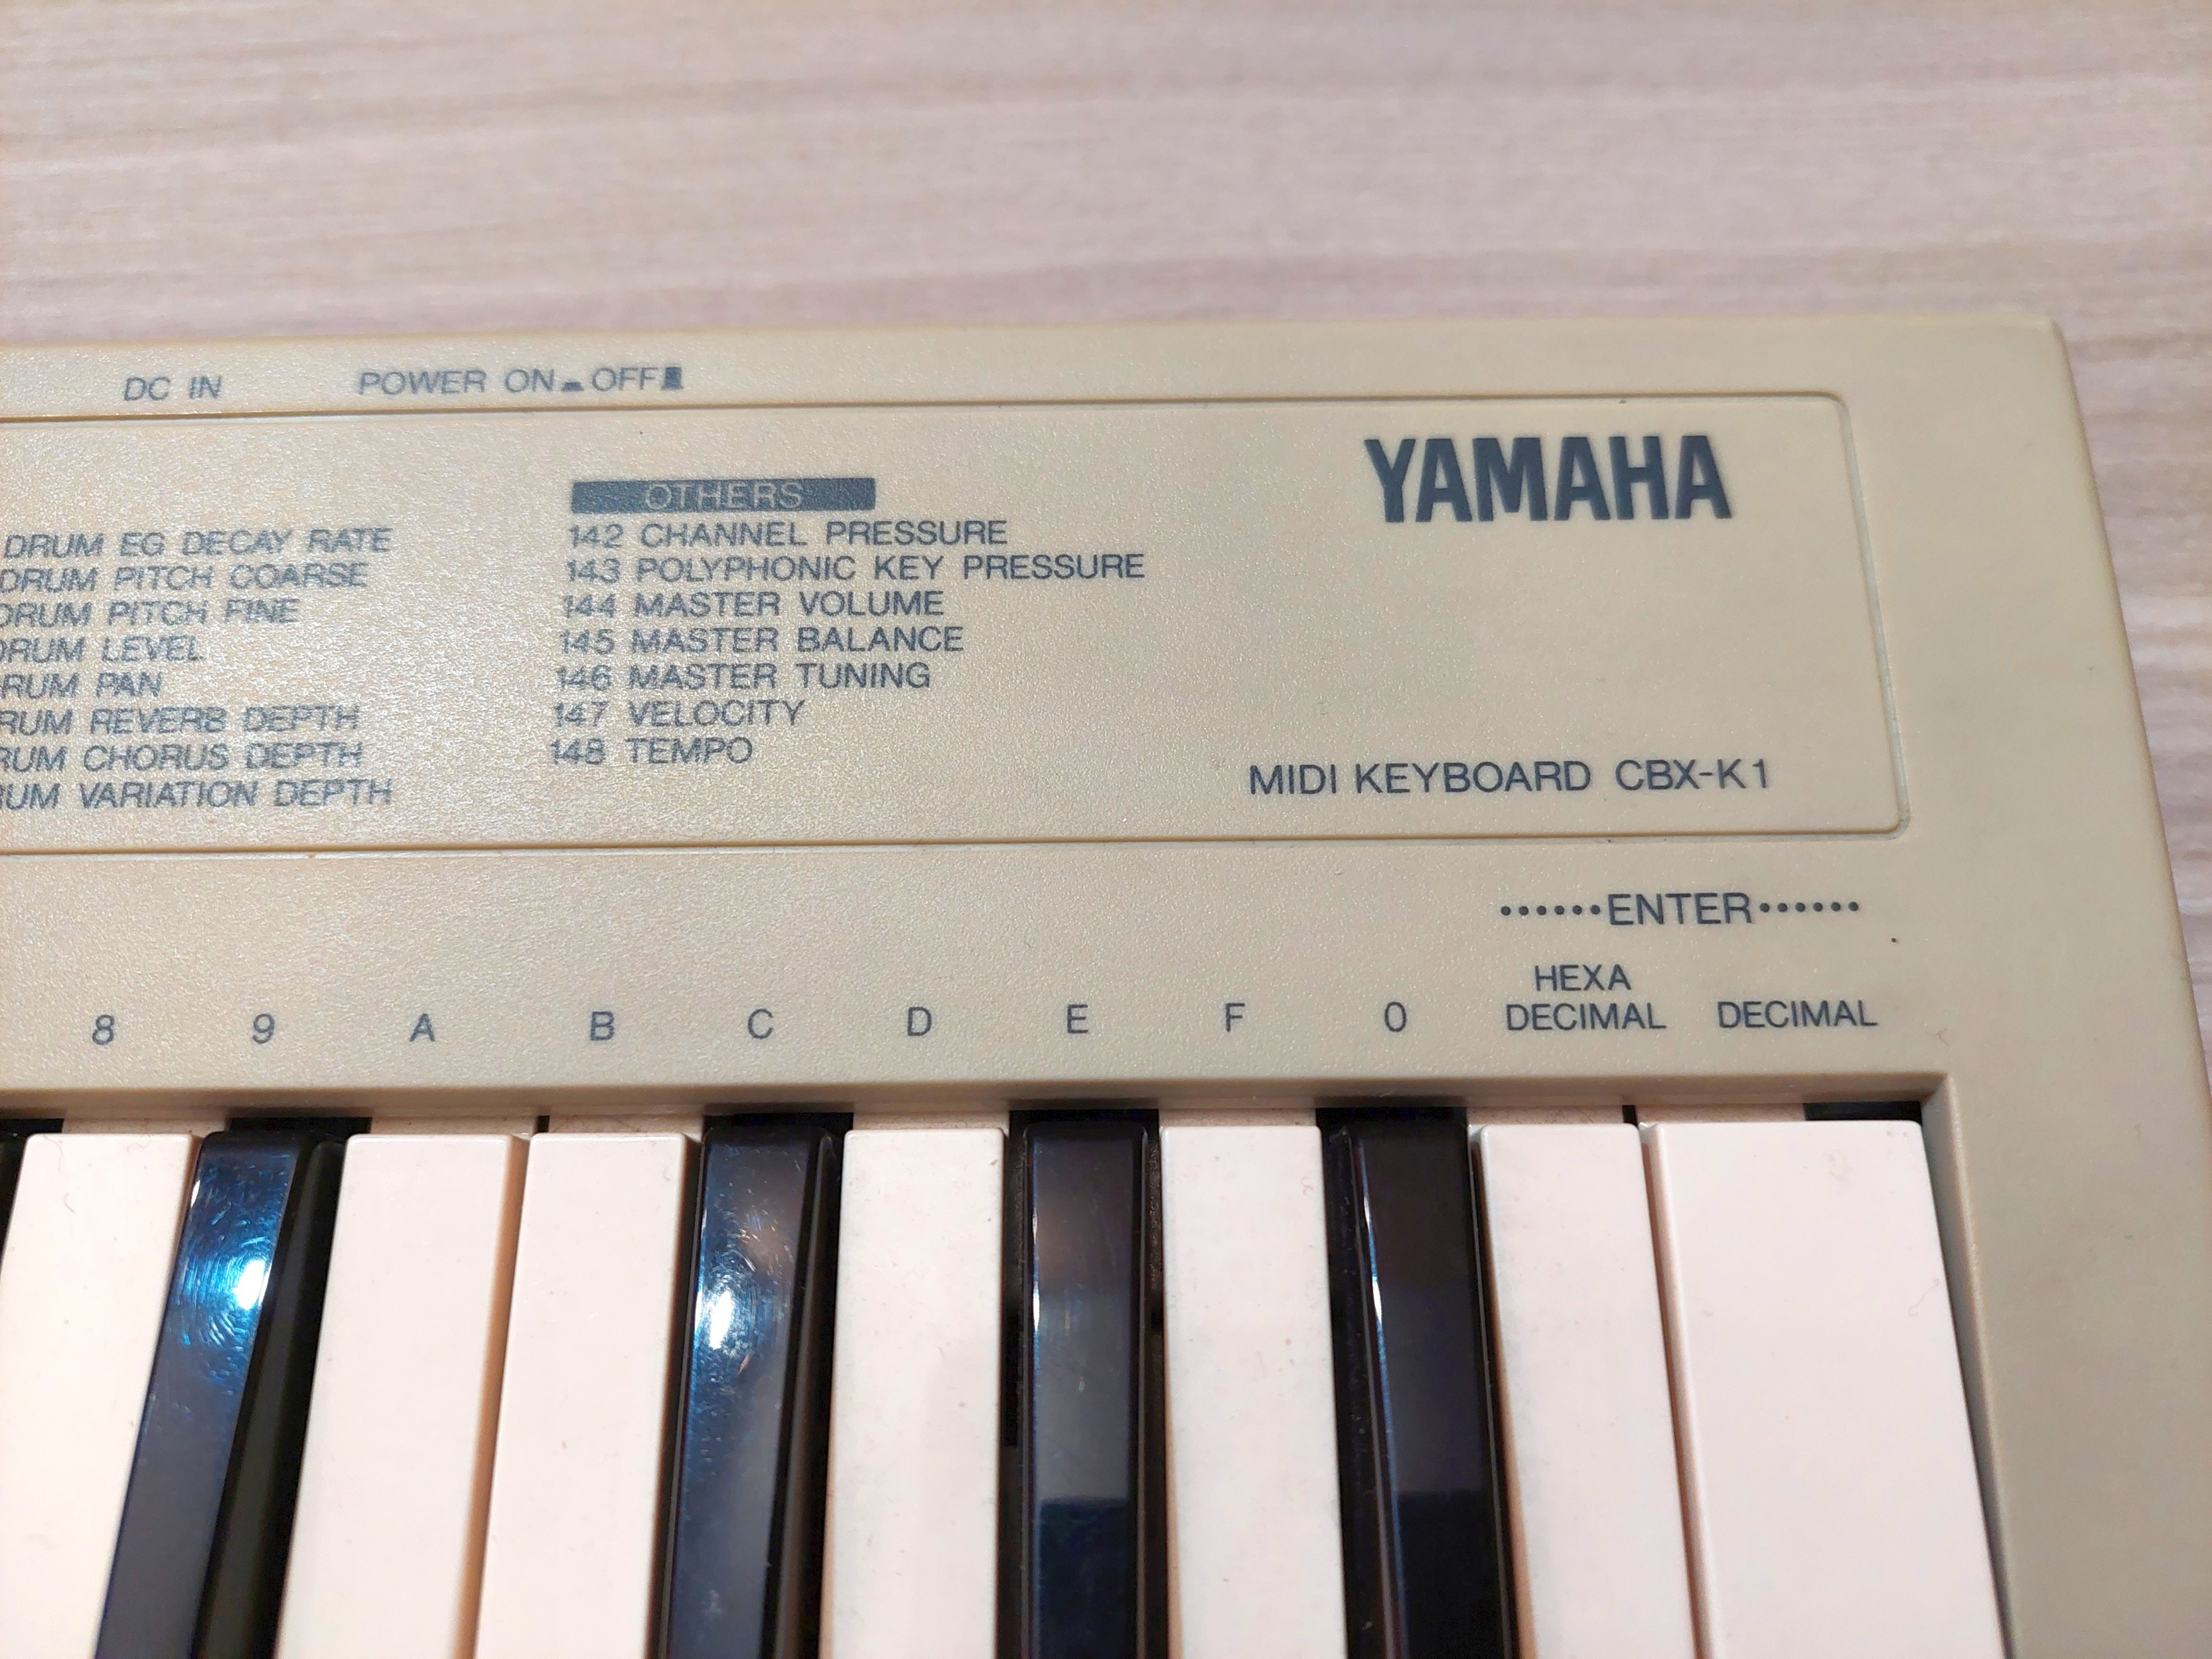 DC IN
POWER ON OFF
DRUM EG DECAY RATE
DRUM PITCH COARSE
DRUM PITCH FINE
DRUM LEVEL
RUM PAN
RUM REVERB DEPTH
RUM CHORUS DEPTH
UM VARIATION DEPTH
OTHERS
142 CHANNEL PRESSURE
143 POLYPHONIC KEY PRESSURE
144 MASTER VOLUME
145 MASTER BALANCE
146 MASTER TUNING
147 VELOCITY
148 TEMPO
YAMAHA
MIDI KEYBOARD CBX-K1
••••••ENTER••••••
HEXA
8 9 A B C D E F 0 DECIMAL DECIMAL